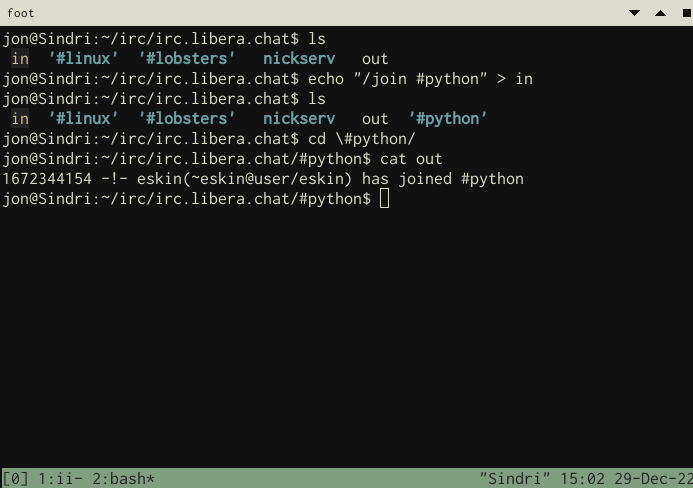 foot
jon@Sindri:~/irc/irc.libera.chat$ ls
in  '#linux'  '#lobsters'   nickserv   out
jon@Sindri:~/irc/irc.libera.chat$ echo "/join #python" > in
jon@Sindri:~/irc/irc.libera.chat$ ls
in  '#linux'  '#lobsters'   nickserv   out  '#python'
jon@Sindri:~/irc/irc.libera.chat$ cd \#python/
jon@Sindri:~/irc/irc.libera.chat/#python$ cat out
1672344154 -!- eskin(~eskin@user/eskin) has joined #python
jon@Sindri:~/irc/irc.libera.chat/#python$
[0] 1:ii- 2:bash* "Sindri" 15:02 29-Dec-22